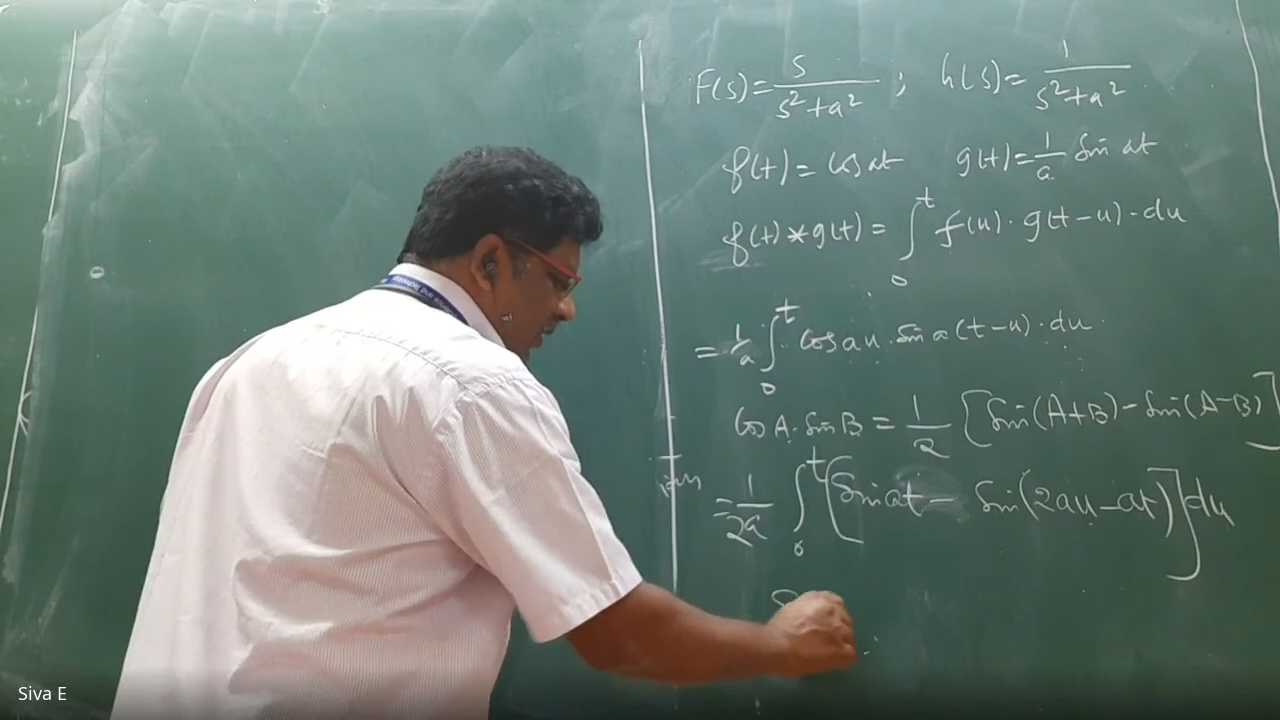 F(s) = s/(s²+a²) ; h(s) = 1/(s²+a²)
f(t) = cos at g(t) = 1/a sin at
f(t) * g(t) = ∫₀ᵗ f(u) · g(t-u) · du
= 1/a ∫₀ᵗ cos au · sin a(t-u) · du
cos A · sin B = 1/2 [sin(A+B) - sin(A-B)]
= 1/2a ∫₀ᵗ [sin at - sin(2au-at)] du
Siva E